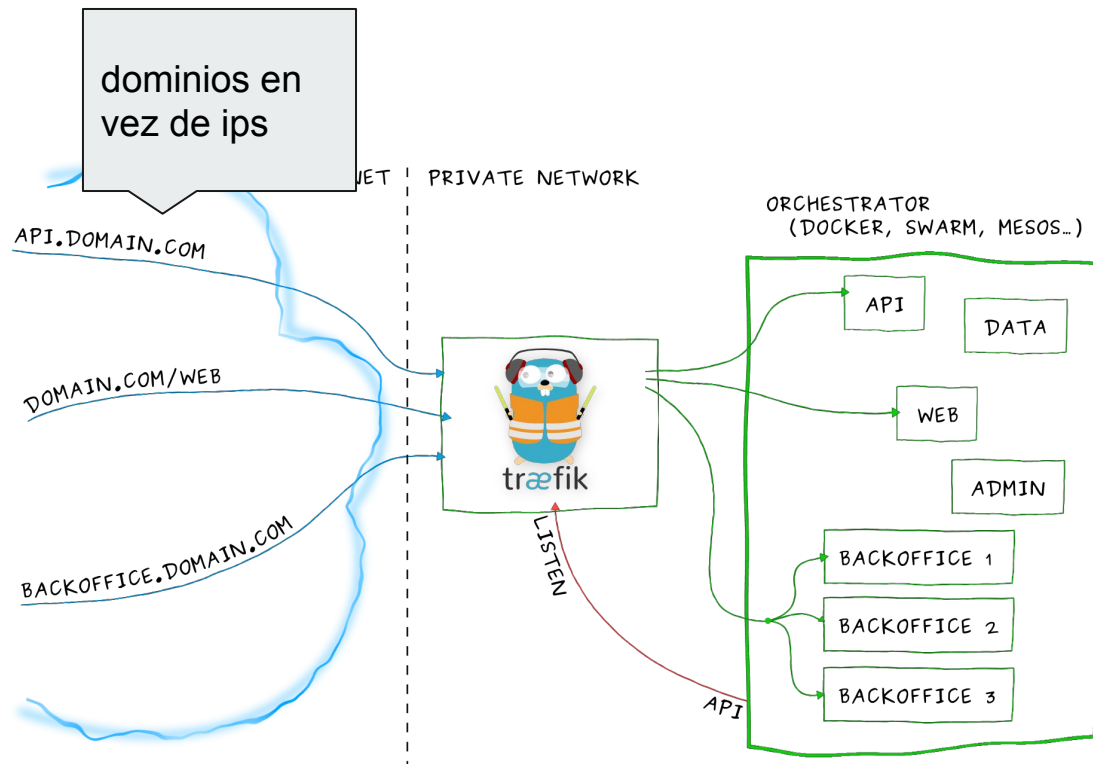 dominios en
vez de ips
NET
PRIVATE NETWORK
ORCHESTRATOR
(DOCKER, SWARM, MESOS...)
API.DOMAIN.COM
DOMAIN.COM/WEB
BACKOFFICE.DOMAIN.COM
træfik
LISTEN
API
API
DATA
WEB
ADMIN
BACKOFFICE 1
BACKOFFICE 2
BACKOFFICE 3